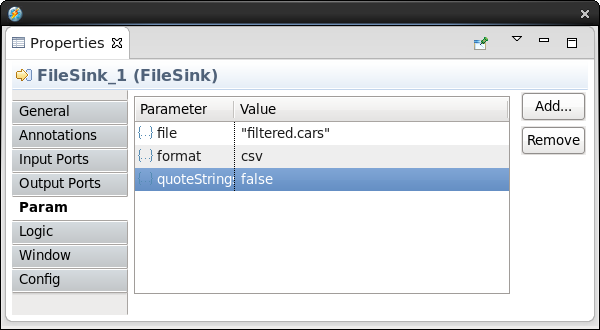 Properties
FileSink_1 (FileSink)
General
Annotations
Input Ports
Output Ports
Param
Logic
Window
Config
Parameter Value
file "filtered.cars"
format csv
quoteString false
Add...
Remove